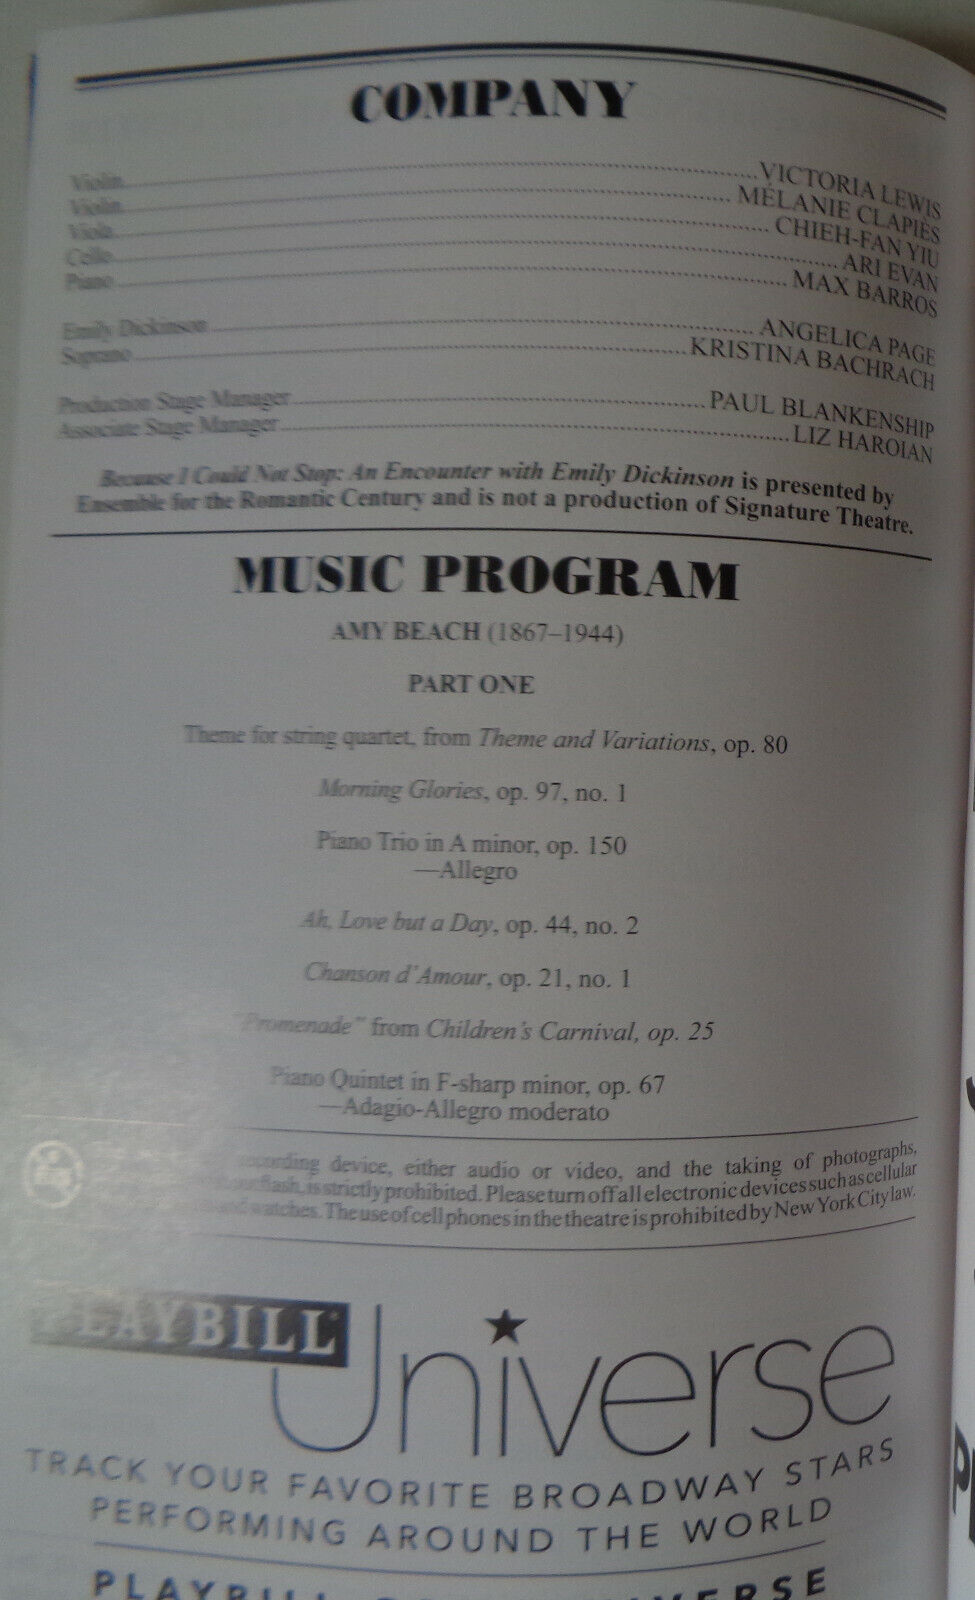 COMPANY
Violin........VICTORIA LEWIS
Violin........MÉLANIE CLAPIÈS
Viola........CHIEH-FAN YIU
Cello........ARI EVAN
Piano........MAX BARROS
Emily Dickinson........ANGELICA PAGE
Soprano........KRISTINA BACHRACH
Production Stage Manager........PAUL BLANKENSHIP
Associate Stage Manager........LIZ HAROIAN
Because I Could Not Stop: An Encounter with Emily Dickinson is presented by
Ensemble for the Romantic Century and is not a production of Signature Theatre.
MUSIC PROGRAM
AMY BEACH (1867–1944)
PART ONE
Theme for string quartet, from Theme and Variations, op. 80
Morning Glories, op. 97, no. 1
Piano Trio in A minor, op. 150
—Allegro
Ah, Love but a Day, op. 44, no. 2
Chanson d'Amour, op. 21, no. 1
"Promenade" from Children's Carnival, op. 25
Piano Quintet in F-sharp minor, op. 67
—Adagio-Allegro moderato
recording device, either audio or video, and the taking of photographs,
flash, is strictly prohibited. Please turn off all electronic devices such as cellular
and watches. The use of cell phones in the theatre is prohibited by New York City law.
PLAYBILL
Universe
TRACK YOUR FAVORITE BROADWAY STARS
PERFORMING AROUND THE WORLD